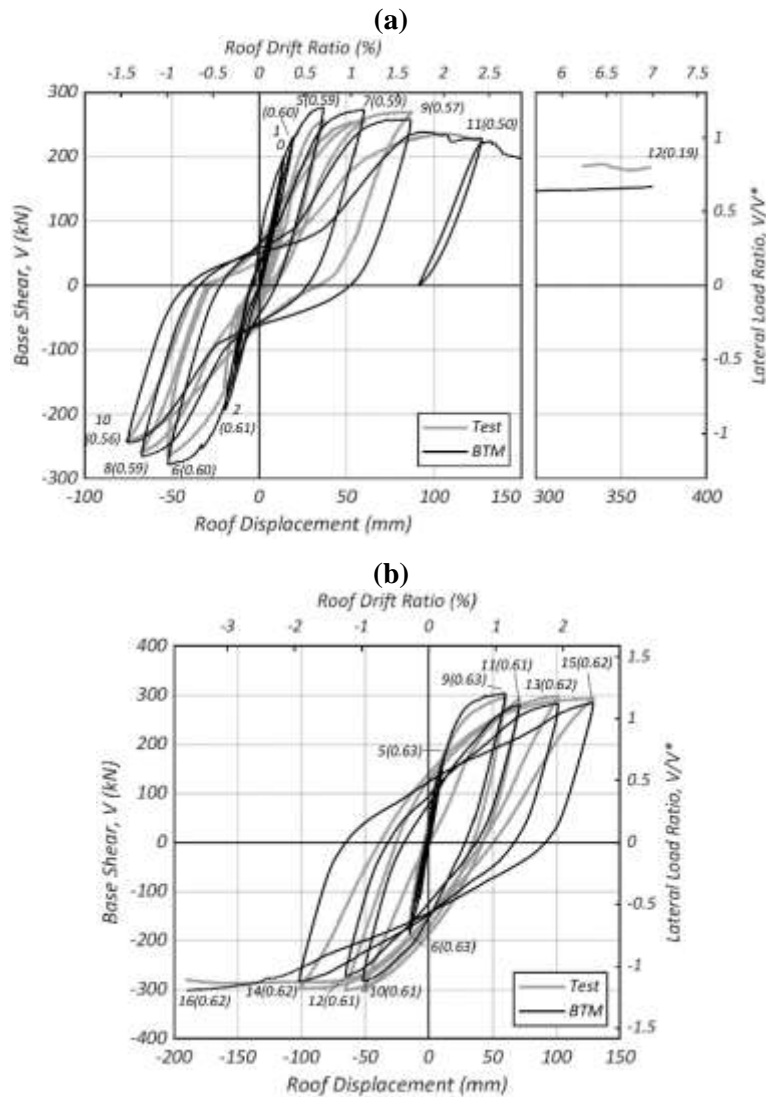 (a)
Roof Drift Ratio (%)
-1.4 -0.8 0 0.6 1.2 1.8 2.4 6 6.5 7 7.5
300
200
100
0
-100
-200
-300
Base Shear, V (kN)
5(0.59)
7(0.59)
9(0.57)
(0.60)
1
0
11(0.50)
12(0.19)
10
(0.56)
8(0.59)
6(0.60)
2
(0.61)
Test
BTM
1
0.5
0
-0.5
-1
Lateral Load Ratio, V/V*
-100 -50 0 50 100 300 350 400
Roof Displacement (mm)
(b)
Roof Drift Ratio (%)
-3 -2 -1 0 1 2
400
300
200
100
0
-100
-200
-300
-400
Base Shear, V (kN)
11(0.61)
15(0.62)
9(0.63)
13(0.62)
5(0.63)
6(0.63)
16(0.62)
14(0.62)
12(0.61)
10(0.61)
Test
BTM
1.5
1
0.5
0
-0.5
-1
-1.5
Lateral Load Ratio, V/V*
-200 -150 -100 -50 0 50 100 150
Roof Displacement (mm)